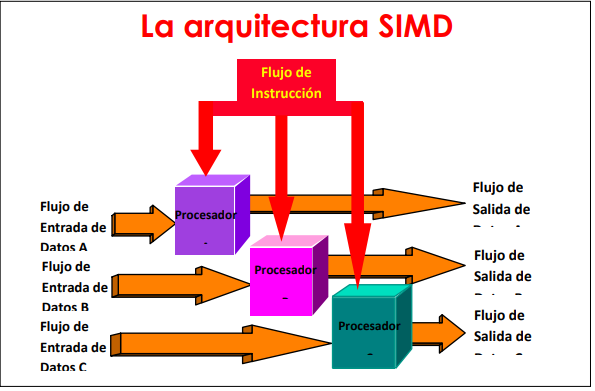 La arquitectura SIMD
Flujo de
Instrucción
Flujo de
Entrada de
Datos A
Procesador
Flujo de
Salida de
Flujo de
Entrada de
Datos B
Procesador
Flujo de
Salida de
Flujo de
Entrada de
Datos C
Procesador
Flujo de
Salida de